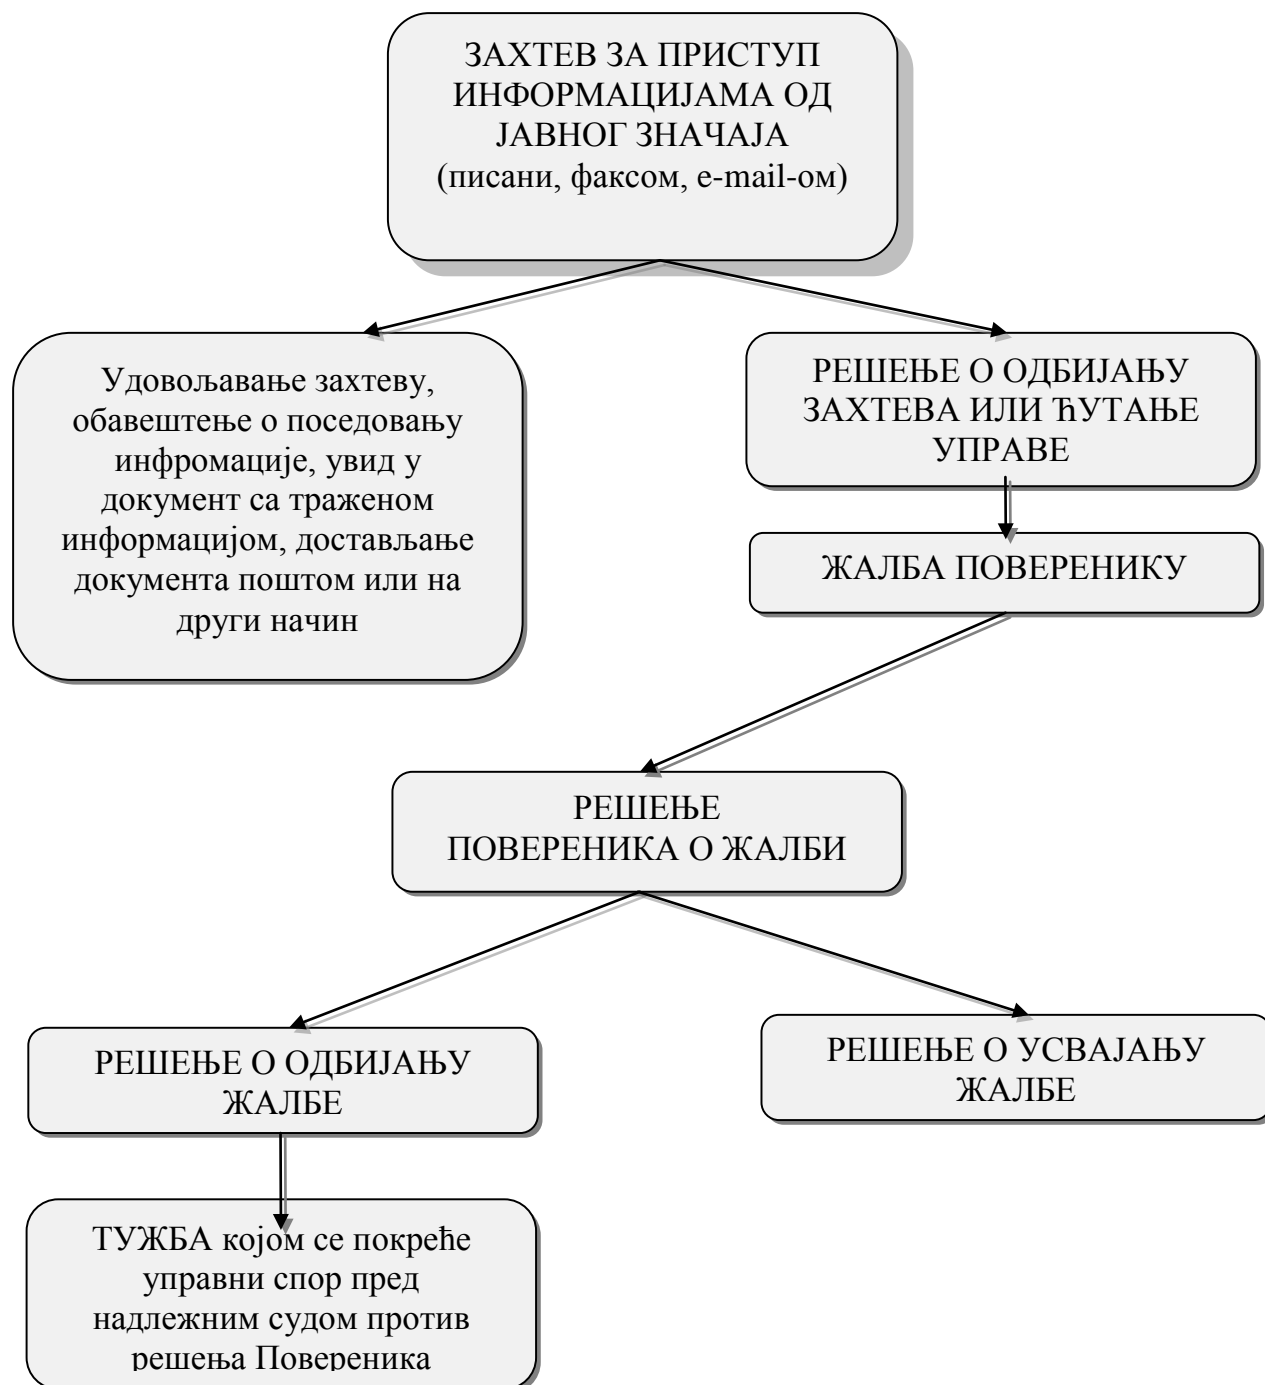 ЗАХТЕВ ЗА ПРИСТУП
ИНФОРМАЦИЈАМА ОД
ЈАВНОГ ЗНАЧАЈА
(писани, факсом, e-mail-ом)
Удовољавање захтеву,
обавештење о поседовању
инфромације, увид у
документ са траженом
информацијом, достављање
документа поштом или на
други начин
РЕШЕЊЕ О ОДБИЈАЊУ
ЗАХТЕВА ИЛИ ЋУТАЊЕ
УПРАВЕ
ЖАЛБА ПОВЕРЕНИКУ
РЕШЕЊЕ
ПОВЕРЕНИКА О ЖАЛБИ
РЕШЕЊЕ О ОДБИЈАЊУ
ЖАЛБЕ
РЕШЕЊЕ О УСВАЈАЊУ
ЖАЛБЕ
ТУЖБА којом се покреће
управни спор пред
надлежним судом против
решења Повереника